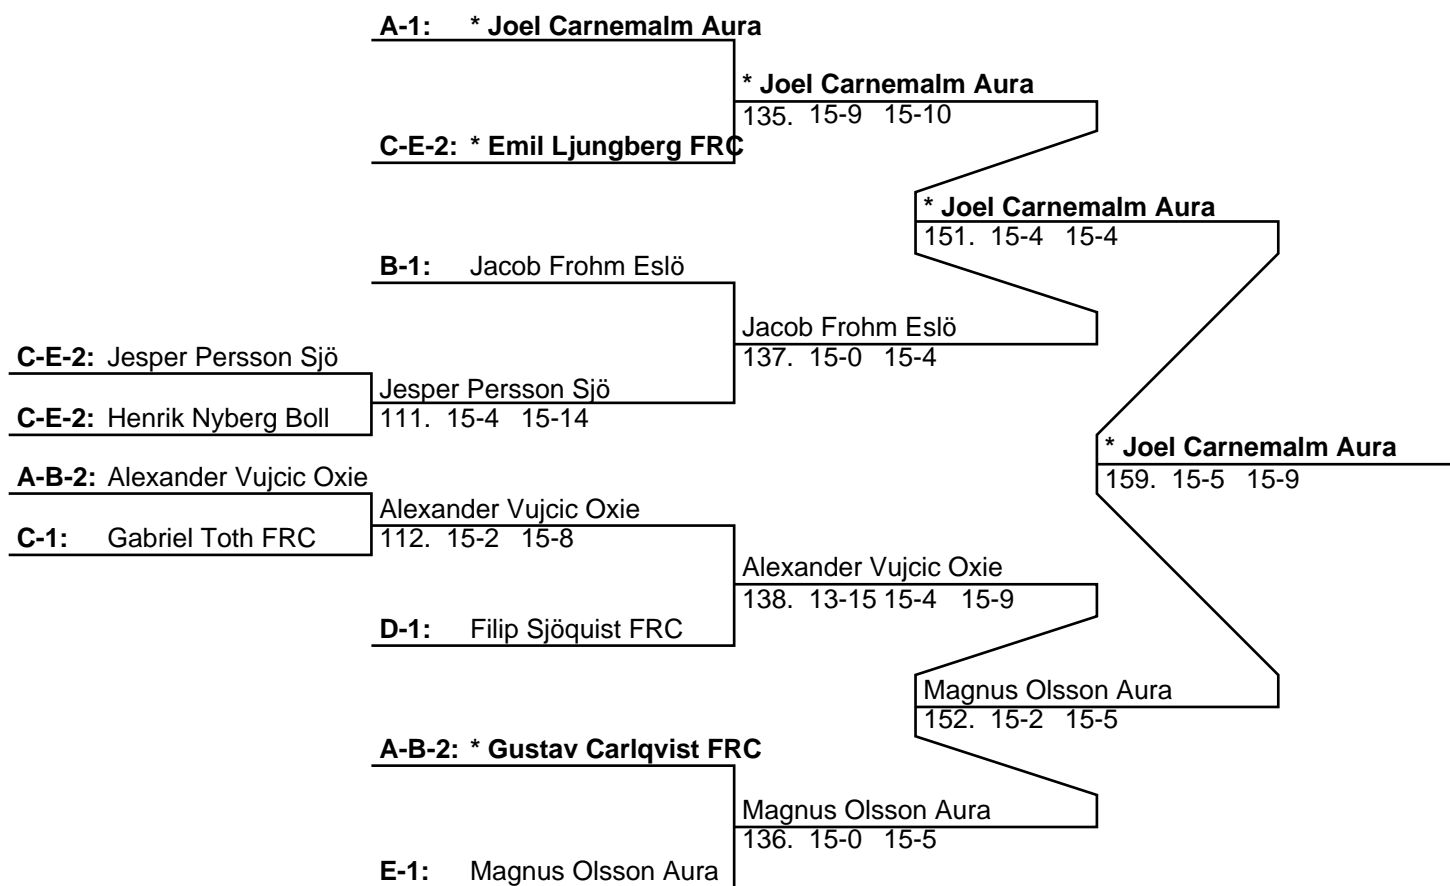 A-1: * Joel Carnemalm Aura
* Joel Carnemalm Aura
135. 15-9 15-10
C-E-2: * Emil Ljungberg FRC
* Joel Carnemalm Aura
151. 15-4 15-4
B-1: Jacob Frohm Eslö
Jacob Frohm Eslö
137. 15-0 15-4
C-E-2: Jesper Persson Sjö
Jesper Persson Sjö
111. 15-4 15-14
C-E-2: Henrik Nyberg Boll
* Joel Carnemalm Aura
159. 15-5 15-9
A-B-2: Alexander Vujcic Oxie
Alexander Vujcic Oxie
112. 15-2 15-8
C-1: Gabriel Toth FRC
Alexander Vujcic Oxie
138. 13-15 15-4 15-9
D-1: Filip Sjöquist FRC
Magnus Olsson Aura
152. 15-2 15-5
A-B-2: * Gustav Carlqvist FRC
Magnus Olsson Aura
136. 15-0 15-5
E-1: Magnus Olsson Aura